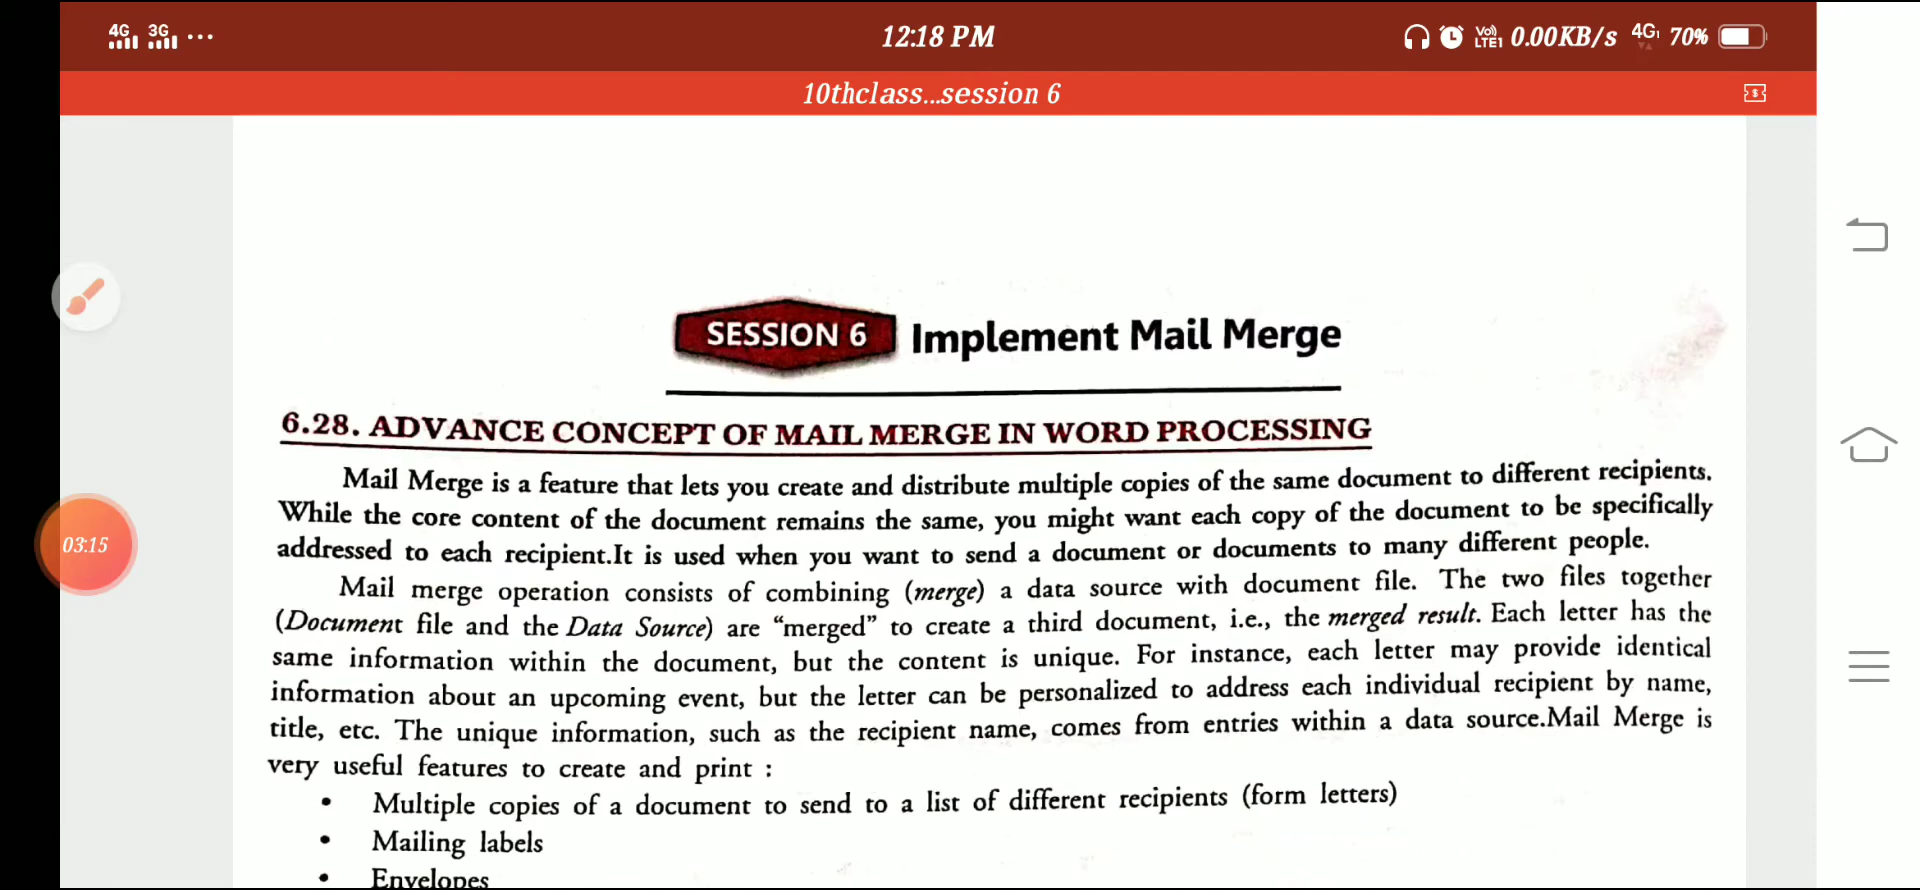 4G 3G ...
12:18 PM
Vo) LTE1 0.00KB/s 4G 70%
10thclass...session 6
SESSION 6 Implement Mail Merge
6.28. ADVANCE CONCEPT OF MAIL MERGE IN WORD PROCESSING
Mail Merge is a feature that lets you create and distribute multiple copies of the same document to different recipients.
While the core content of the document remains the same, you might want each copy of the document to be specifically
addressed to each recipient.It is used when you want to send a document or documents to many different people.
03:15
Mail merge operation consists of combining (merge) a data source with document file. The two files together
(Document file and the Data Source) are “merged” to create a third document, i.e., the merged result. Each letter has the
same information within the document, but the content is unique. For instance, each letter may provide identical
information about an upcoming event, but the letter can be personalized to address each individual recipient by name,
title, etc. The unique information, such as the recipient name, comes from entries within a data source.Mail Merge is
very useful features to create and print :
• Multiple copies of a document to send to a list of different recipients (form letters)
• Mailing labels
• Envelopes